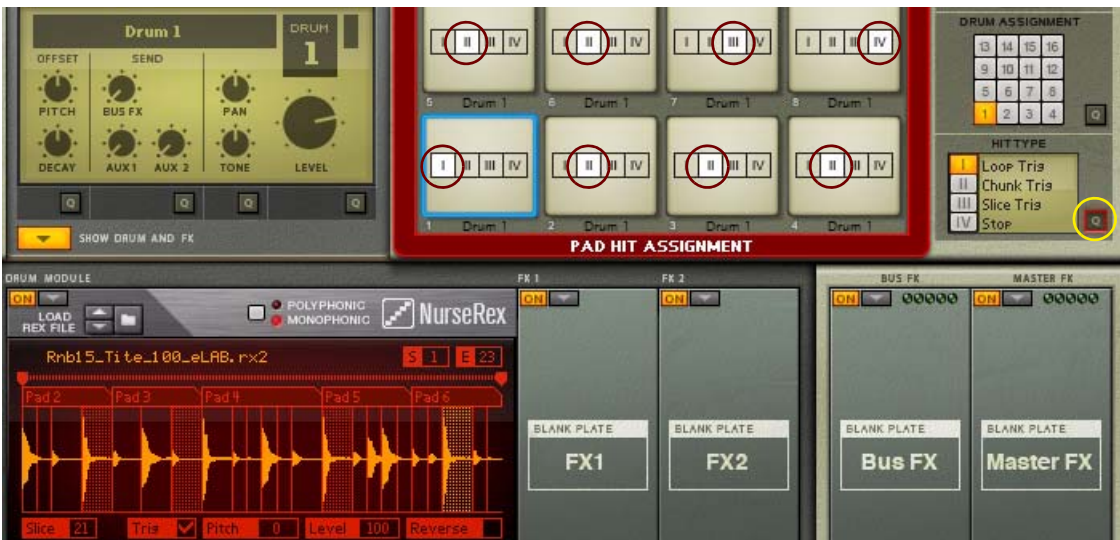 Drum 1
DRUM
1
OFFSET
SEND
PITCH
BUS FX
PAN
DECAY
AUX 1
AUX 2
TONE
LEVEL
Q Q Q Q
SHOW DRUM AND FX
I II III IV
I II III IV
I II III IV
I II III IV
5 Drum 1
6 Drum 1
7 Drum 1
8 Drum 1
I II III IV
I II III IV
I II III IV
I II III IV
1 Drum 1
2 Drum 1
3 Drum 1
4 Drum 1
PAD HIT ASSIGNMENT
DRUM ASSIGNMENT
13 14 15 16
9 10 11 12
5 6 7 8
1 2 3 4
Q
HIT TYPE
I Loop Trig
II Chunk Trig
III Slice Trig
IV Stop
Q
DRUM MODULE
ON
LOAD
REX FILE
POLYPHONIC
MONOPHONIC
NurseRex
Rnb15_Tite_100_eLAB.rx2
S 1 E 23
Pad 2 Pad 3 Pad 4 Pad 5 Pad 6
Slice 21 Trig Pitch 0 Level 100 Reverse
FX 1
ON
BLANK PLATE
FX1
FX 2
ON
BLANK PLATE
FX2
BUS FX
ON
BLANK PLATE
Bus FX
MASTER FX
ON
BLANK PLATE
Master FX